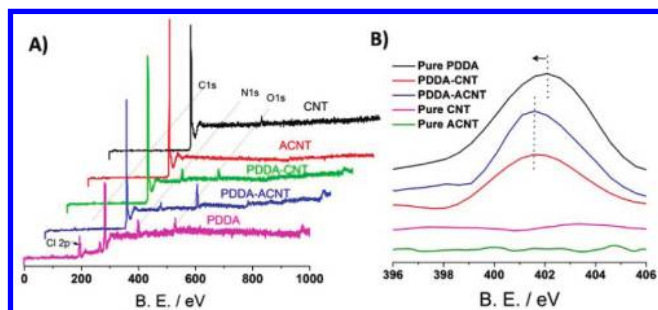 A)
C1s
N1s
O1s
CNT
ACNT
PDDA-CNT
PDDA-ACNT
PDDA
Cl 2p
0 200 400 600 800 1000
B. E. / eV
B)
Pure PDDA
PDDA-CNT
PDDA-ACNT
Pure CNT
Pure ACNT
396 398 400 402 404 406
B. E. / eV